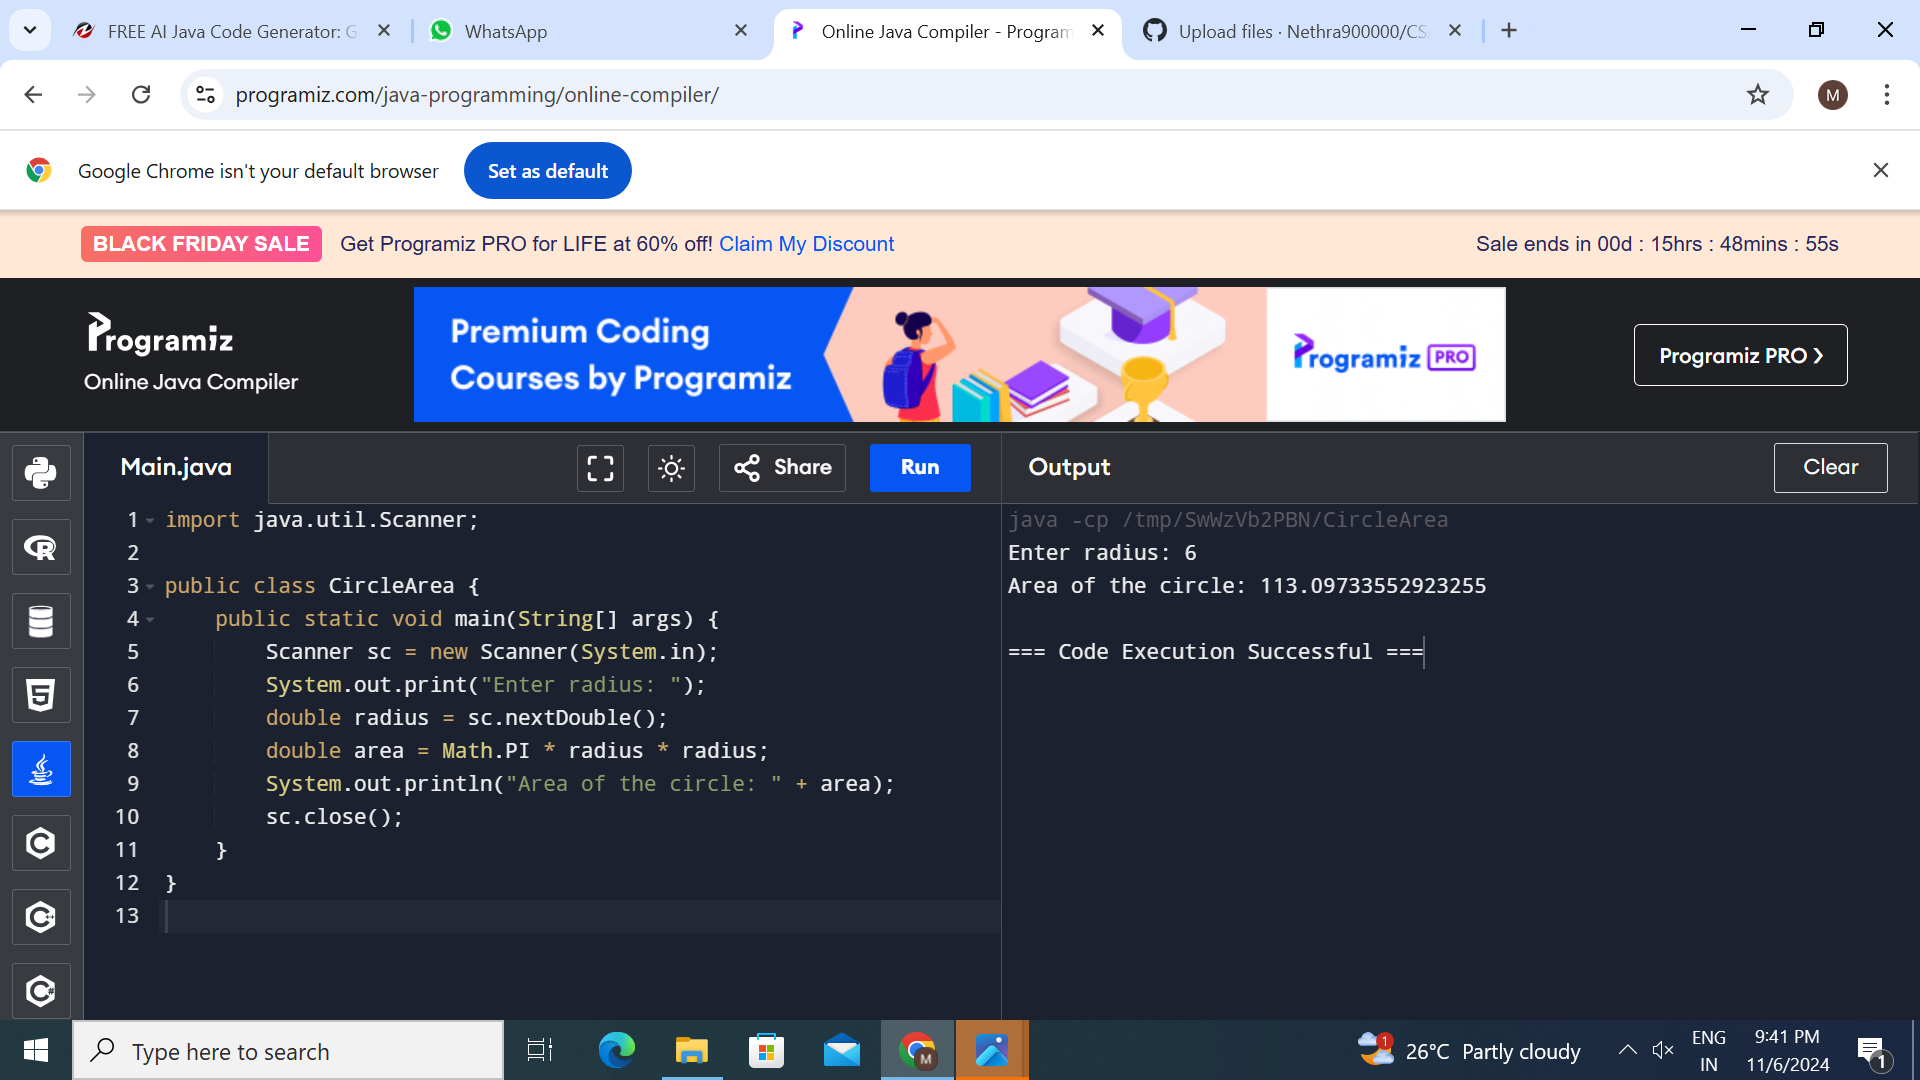 FREE AI Java Code Generator: G
WhatsApp
Online Java Compiler - Program
Upload files · Nethra900000/CS
programiz.com/java-programming/online-compiler/
M
Google Chrome isn't your default browser
Set as default
BLACK FRIDAY SALE Get Programiz PRO for LIFE at 60% off! Claim My Discount
Sale ends in 00d : 15hrs : 48mins : 55s
Programiz
Online Java Compiler
Premium Coding
Courses by Programiz
Programiz PRO
Programiz PRO ❯
Main.java
Share
Run
Output
Clear
1 import java.util.Scanner;
2
3 public class CircleArea {
4 public static void main(String[] args) {
5 Scanner sc = new Scanner(System.in);
6 System.out.print("Enter radius: ");
7 double radius = sc.nextDouble();
8 double area = Math.PI * radius * radius;
9 System.out.println("Area of the circle: " + area);
10 sc.close();
11 }
12 }
13
java -cp /tmp/SwWzVb2PBN/CircleArea
Enter radius: 6
Area of the circle: 113.09733552923255
=== Code Execution Successful ===
Type here to search
M
1
26°C Partly cloudy
ENG
IN
9:41 PM
11/6/2024
1